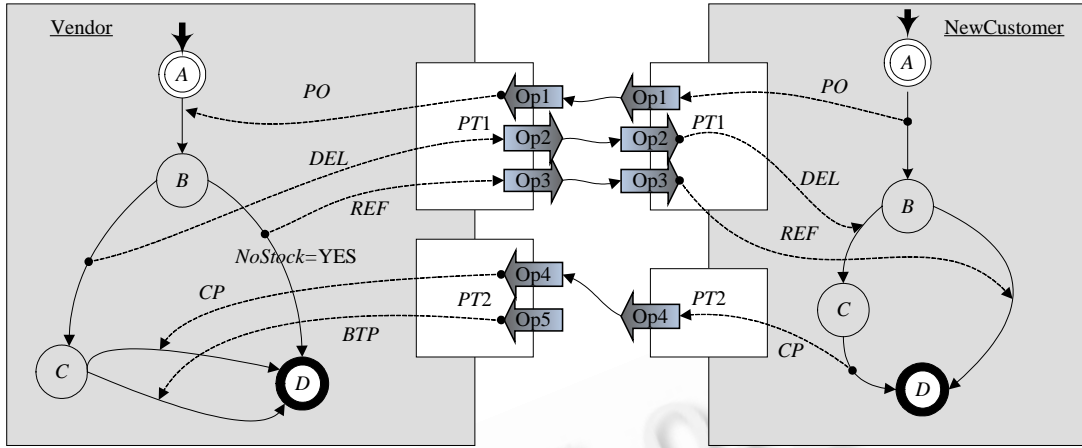 Vendor
NewCustomer
A
A
PO
Op1
Op1
PO
PT1
Op2
Op2
PT1
DEL
DEL
B
Op3
Op3
B
REF
REF
NoStock=YES
Op4
CP
PT2
Op4
PT2
C
Op5
BTP
CP
C
D
D